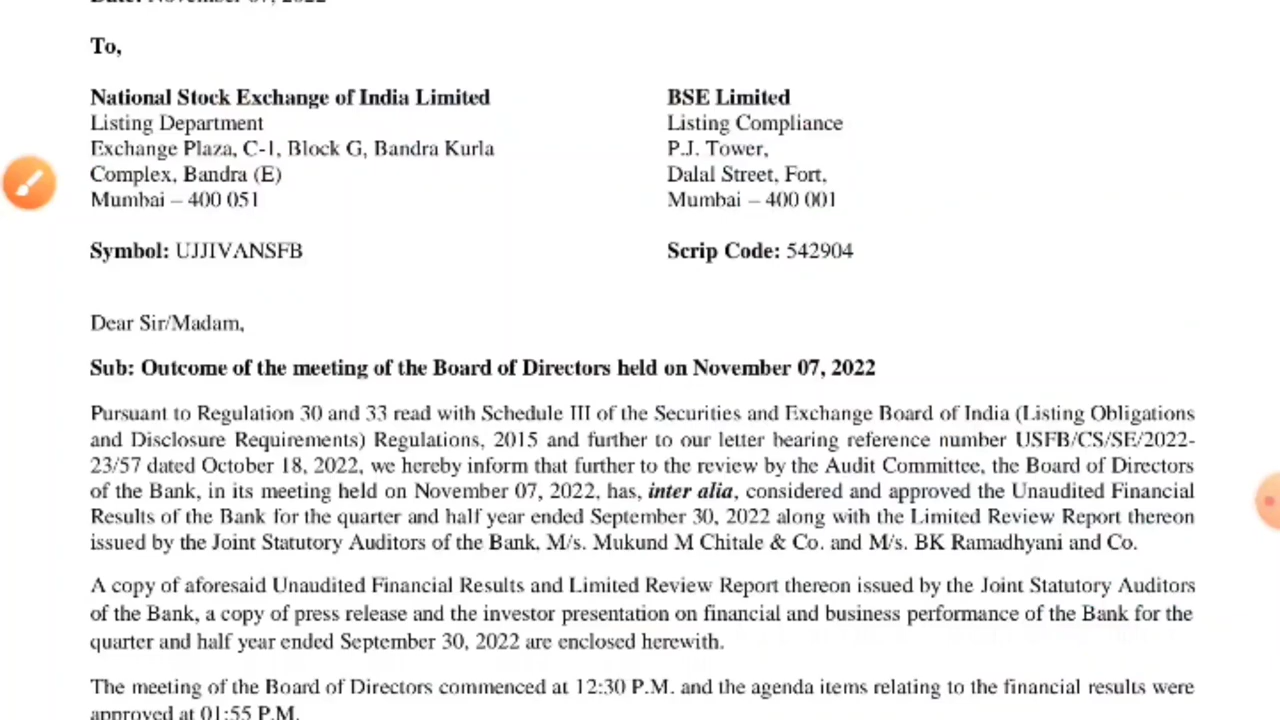 Date: November 07, 2022
To,
National Stock Exchange of India Limited
Listing Department
Exchange Plaza, C-1, Block G, Bandra Kurla
Complex, Bandra (E)
Mumbai – 400 051
Symbol: UJJIVANSFB
BSE Limited
Listing Compliance
P.J. Tower,
Dalal Street, Fort,
Mumbai – 400 001
Scrip Code: 542904
Dear Sir/Madam,
Sub: Outcome of the meeting of the Board of Directors held on November 07, 2022
Pursuant to Regulation 30 and 33 read with Schedule III of the Securities and Exchange Board of India (Listing Obligations
and Disclosure Requirements) Regulations, 2015 and further to our letter bearing reference number USFB/CS/SE/2022-
23/57 dated October 18, 2022, we hereby inform that further to the review by the Audit Committee, the Board of Directors
of the Bank, in its meeting held on November 07, 2022, has, inter alia, considered and approved the Unaudited Financial
Results of the Bank for the quarter and half year ended September 30, 2022 along with the Limited Review Report thereon
issued by the Joint Statutory Auditors of the Bank, M/s. Mukund M Chitale & Co. and M/s. BK Ramadhyani and Co.
A copy of aforesaid Unaudited Financial Results and Limited Review Report thereon issued by the Joint Statutory Auditors
of the Bank, a copy of press release and the investor presentation on financial and business performance of the Bank for the
quarter and half year ended September 30, 2022 are enclosed herewith.
The meeting of the Board of Directors commenced at 12:30 P.M. and the agenda items relating to the financial results were
approved at 01:55 P.M.